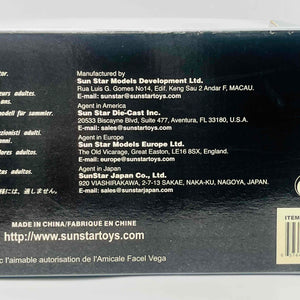 Manufactured by
Sun Star Models Development Ltd.
Rua Luis G. Gomes No14, Edif. Keng Sau 2 Andar F, MACAU.
E-mail: sunstar@sunstartoys.com
Agent in America
Sun Star Die-Cast Inc.
20533 Biscayne Blvd, Suite 477, Aventura, FL 33180, U.S.A.
E-mail: sales@sunstartoys.com
Agent in Europe
Sun Star Models Europe Ltd.
The Old Vicarage, Great Easton, LE16 8SX, England.
E-mail: sales@sunstartoys.com
Agent in Japan
SunStar Japan Co., Ltd.
920 VIASHIRAKAWA, 2-7-13 SAKAE, NAKA-KU, NAGOYA, JAPAN.
E-mail: sales@sunstarjapan.com
tor.
eurs adultes.
n.
modell für sammler.
zionisti adulti.
lores adultos.
様には、適しません。
MADE IN CHINA/FABRIQUE EN CHINE
http://www.sunstartoys.com
c l'aimable autorisation de l'Amicale Facel Vega
ITEM